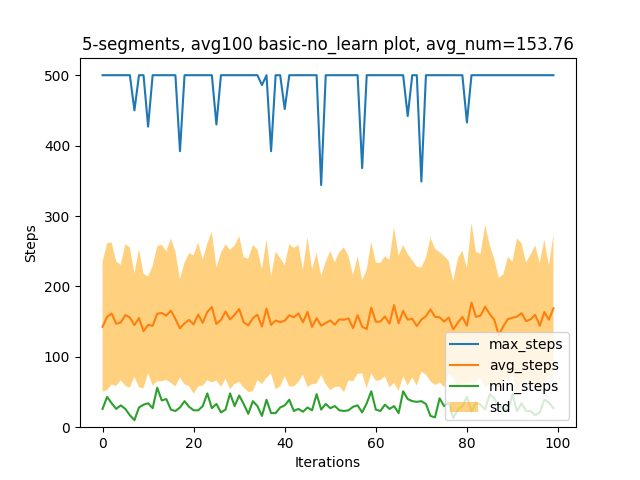 5-segments, avg100 basic-no_learn plot, avg_num=153.76
500
400
300
200
100
0
Steps
0
20
40
60
80
100
Iterations
max_steps
avg_steps
min_steps
std